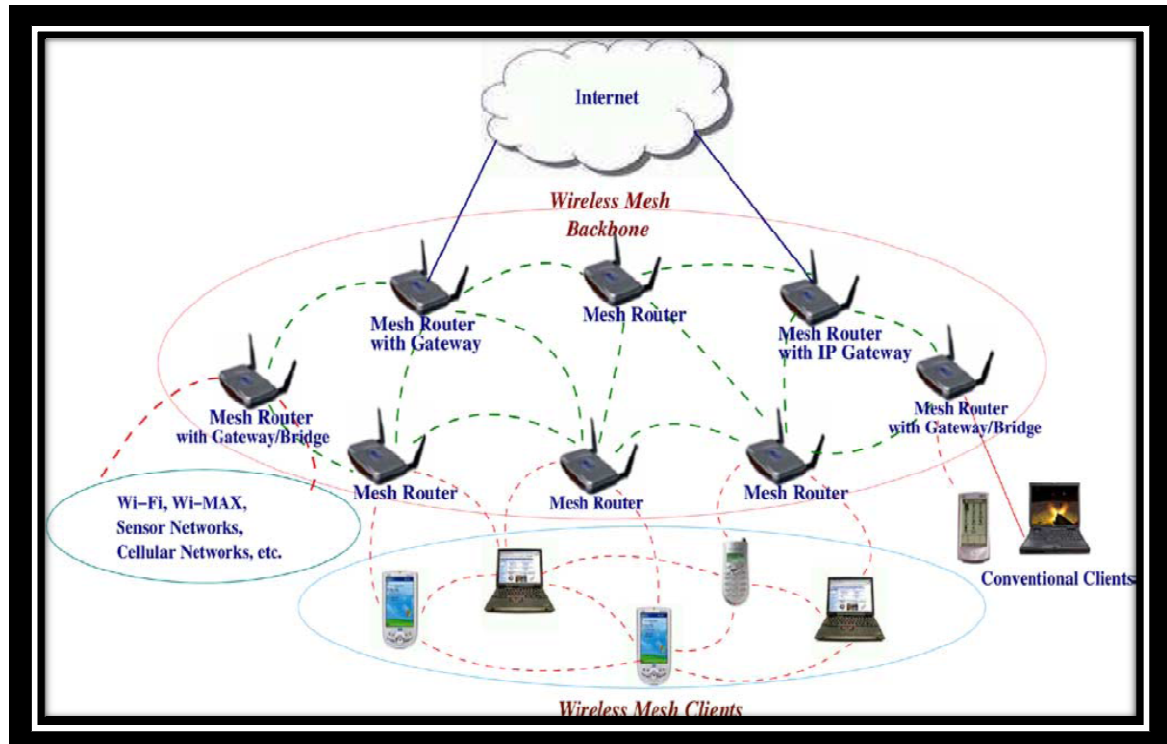 Internet
Wireless Mesh
Backbone
Mesh Router
with Gateway
Mesh Router
Mesh Router
with IP Gateway
Mesh Router
with Gateway/Bridge
Mesh Router
with Gateway/Bridge
Mesh Router
Mesh Router
Mesh Router
Wi-Fi, Wi-MAX,
Sensor Networks,
Cellular Networks, etc.
Conventional Clients
Wireless Mesh Clients